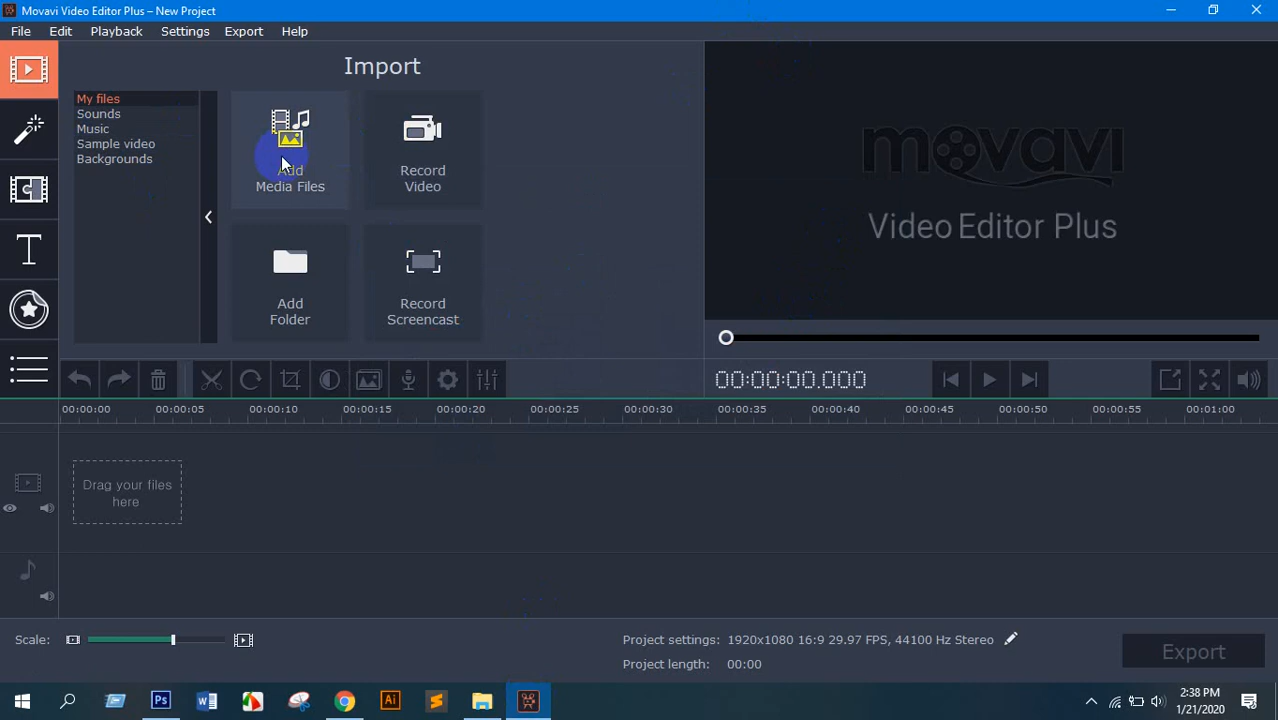 Movavi Video Editor Plus – New Project
File Edit Playback Settings Export Help
Import
My files
Sounds
Music
Sample video
Backgrounds
Add
Media Files
Record
Video
Add
Folder
Record
Screencast
movavi
Video Editor Plus
00:00:00.000
00:00:00 00:00:05 00:00:10 00:00:15 00:00:20 00:00:25 00:00:30 00:00:35 00:00:40 00:00:45 00:00:50 00:00:55 00:01:00
Drag your files
here
Scale:
Project settings: 1920x1080 16:9 29.97 FPS, 44100 Hz Stereo
Project length: 00:00
Export
Ps
W
Ai
2:38 PM
1/21/2020